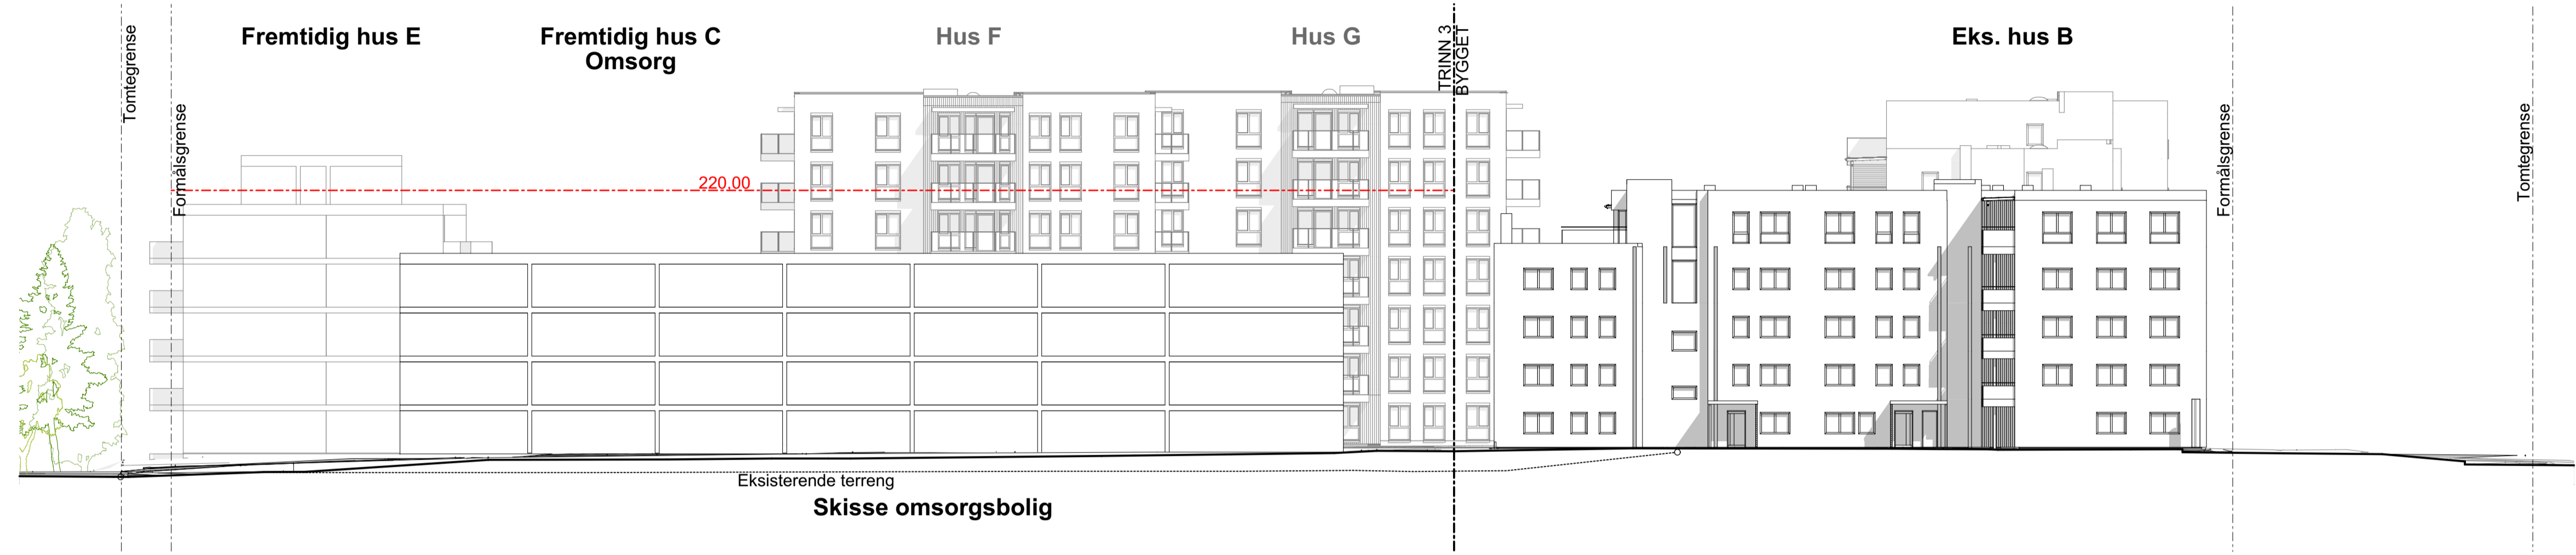 Fremtidig hus E
Fremtidig hus C
Omsorg
Hus F
Hus G
Eks. hus B
Tomtegrense
Formålsgrense
TRINN 3
BYGGET
Formålsgrense
Tomtegrense
220,00
Eksisterende terreng
Skisse omsorgsbolig